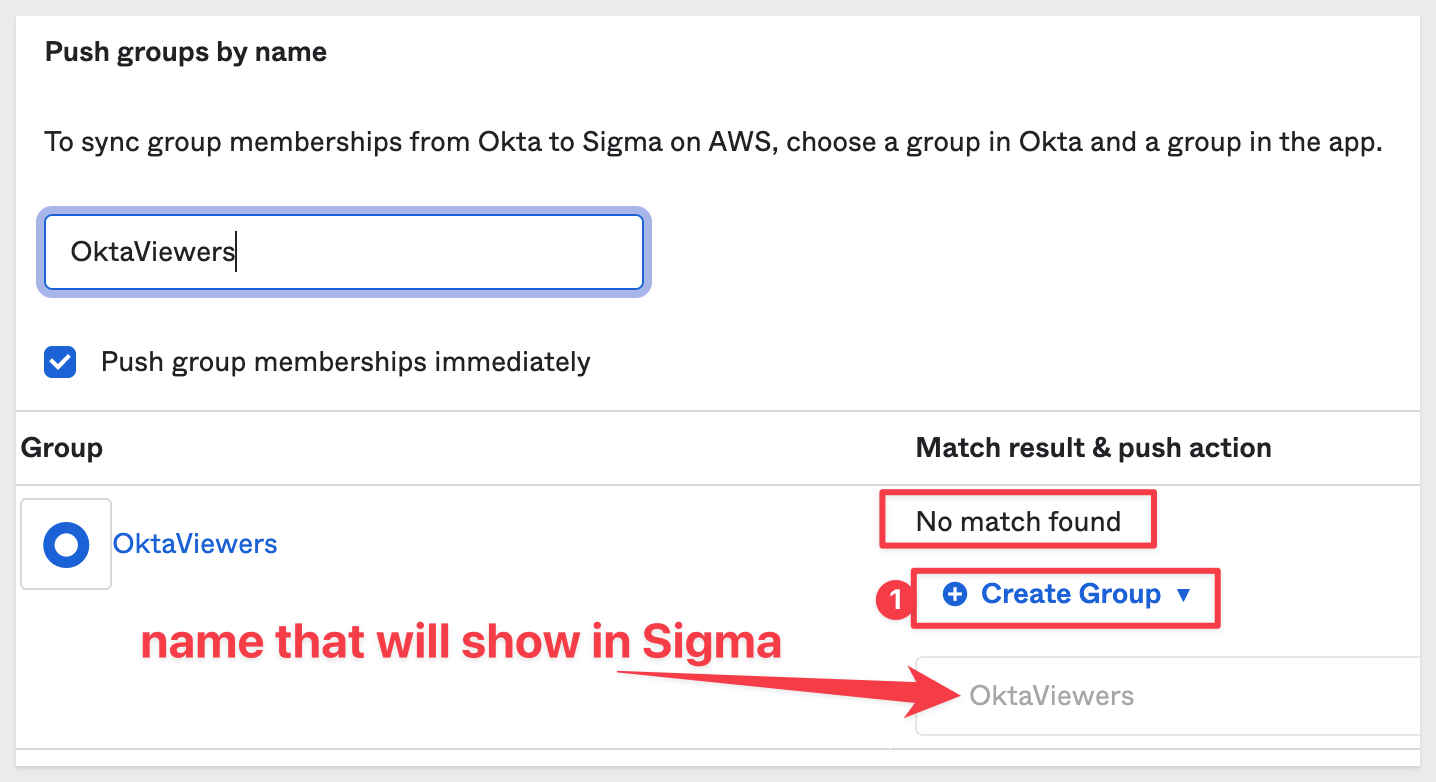 Push groups by name
To sync group memberships from Okta to Sigma on AWS, choose a group in Okta and a group in the app.
OktaViewers
Push group memberships immediately
Group
Match result & push action
OktaViewers
No match found
1
Create Group
name that will show in Sigma
OktaViewers